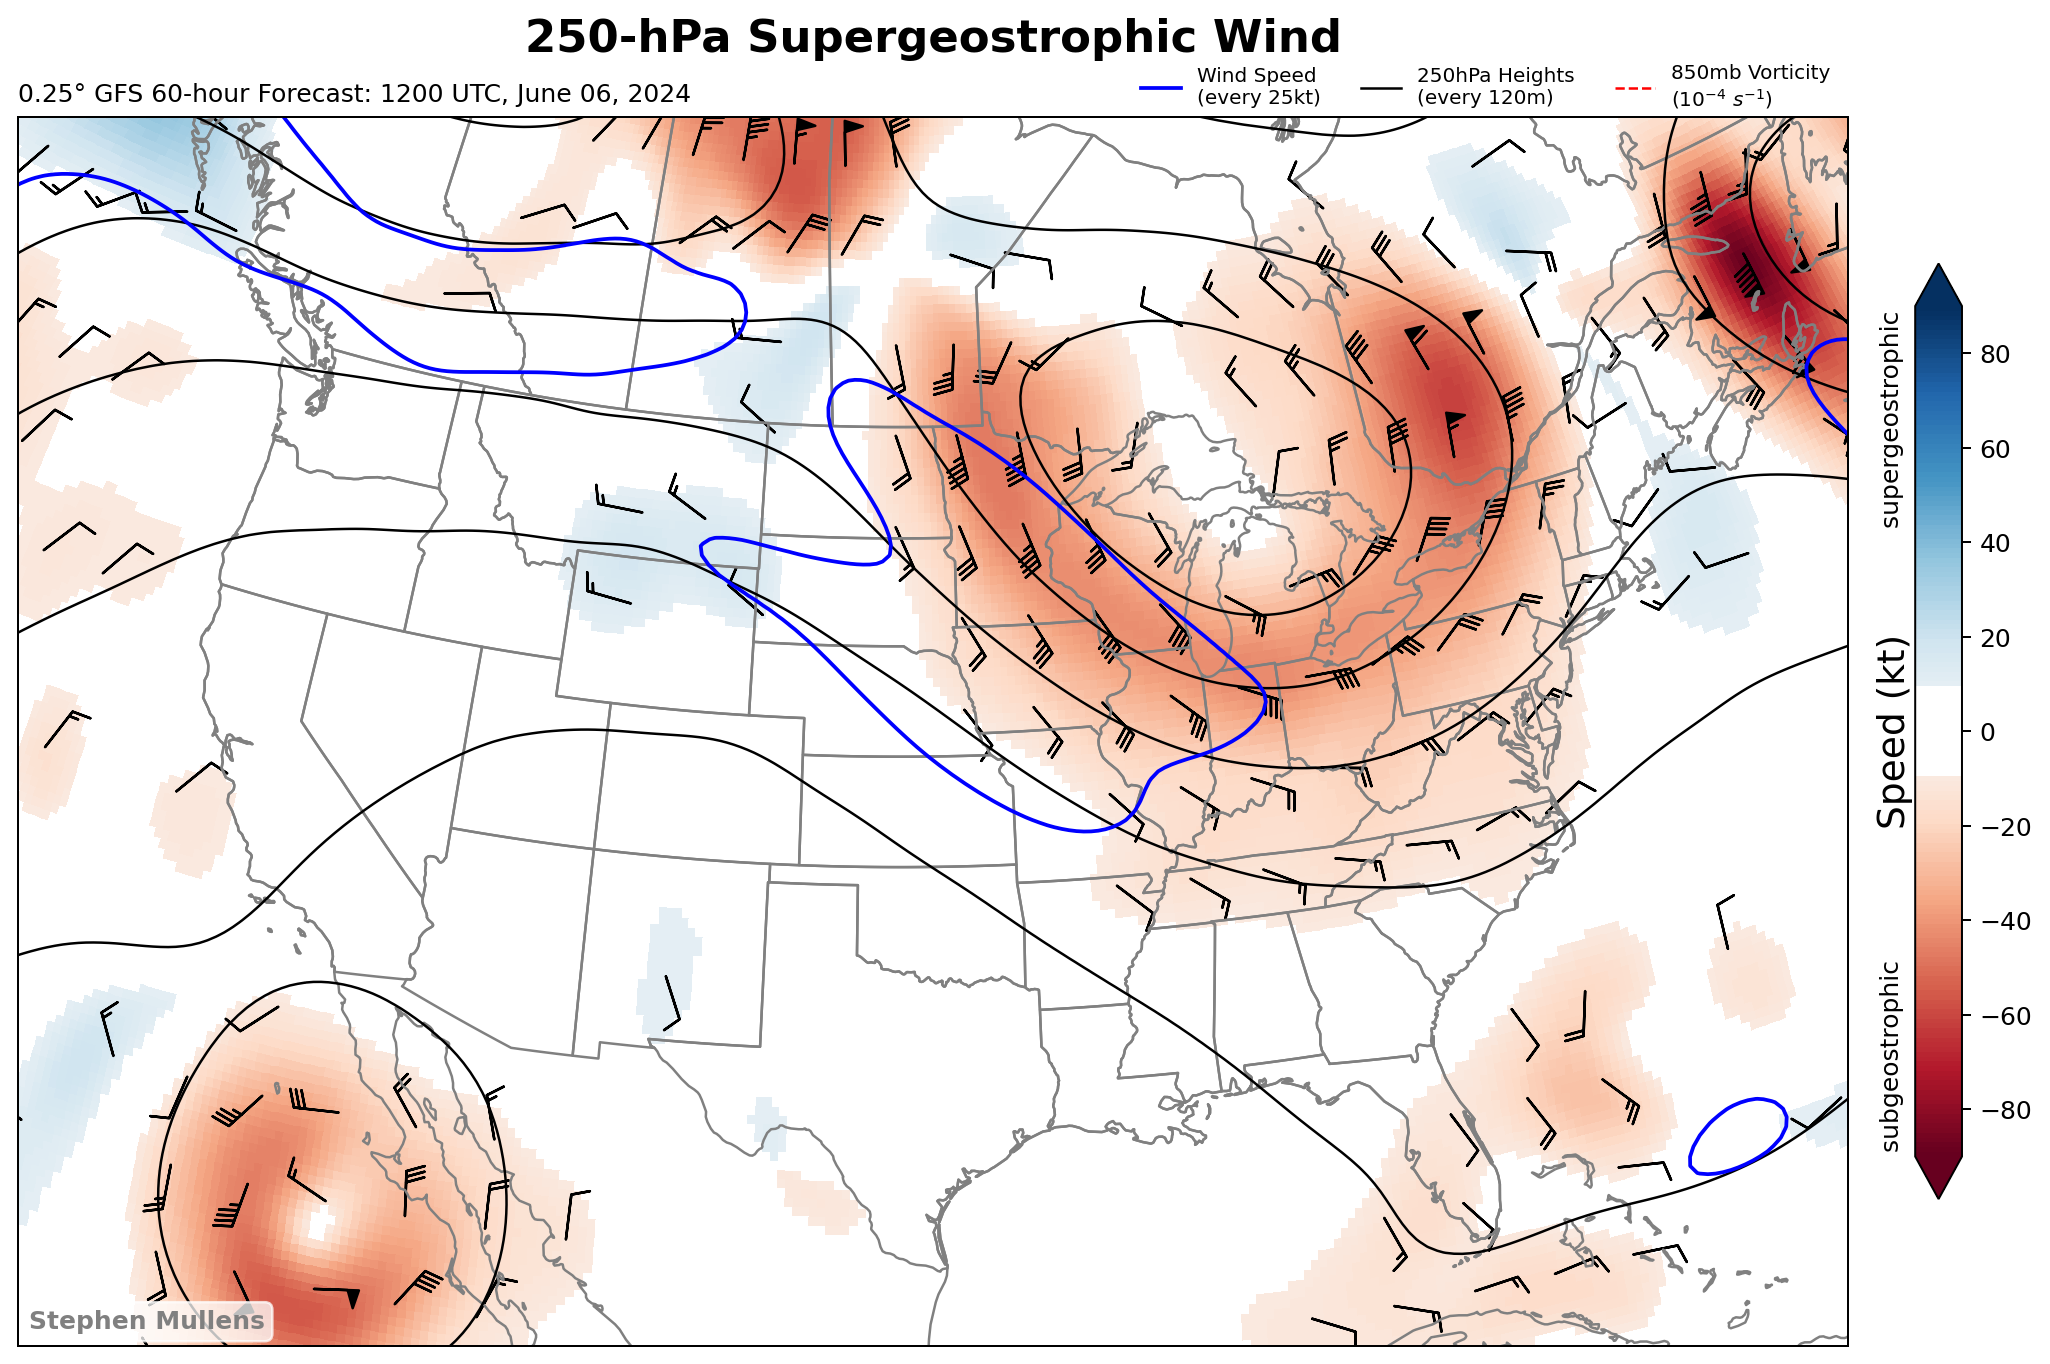 250-hPa Supergeostrophic Wind
0.25° GFS 60-hour Forecast: 1200 UTC, June 06, 2024
Wind Speed
(every 25kt)
250hPa Heights
(every 120m)
850mb Vorticity
(10⁻⁴ s⁻¹)
supergeostrophic
Speed (kt)
subgeostrophic
80
60
40
20
0
−20
−40
−60
−80
Stephen Mullens